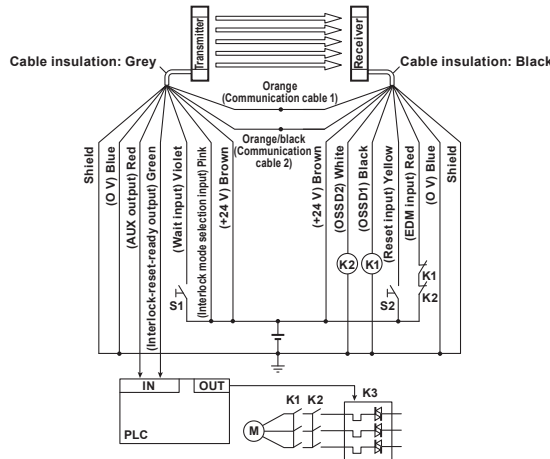 Transmitter
Receiver
Cable insulation: Grey
Cable insulation: Black
Orange
(Communication cable 1)
Orange/black
(Communication
cable 2)
Shield
(O V) Blue
(AUX output) Red
(Interlock-reset-ready output) Green
(Wait input) Violet
(Interlock mode selection input) Pink
(+24 V) Brown
(+24 V) Brown
(OSSD2) White
(OSSD1) Black
(Reset input) Yellow
(EDM input) Red
(O V) Blue
Shield
K2
K1
K1
K2
S1
S2
IN
OUT
PLC
K1
K2
K3
M